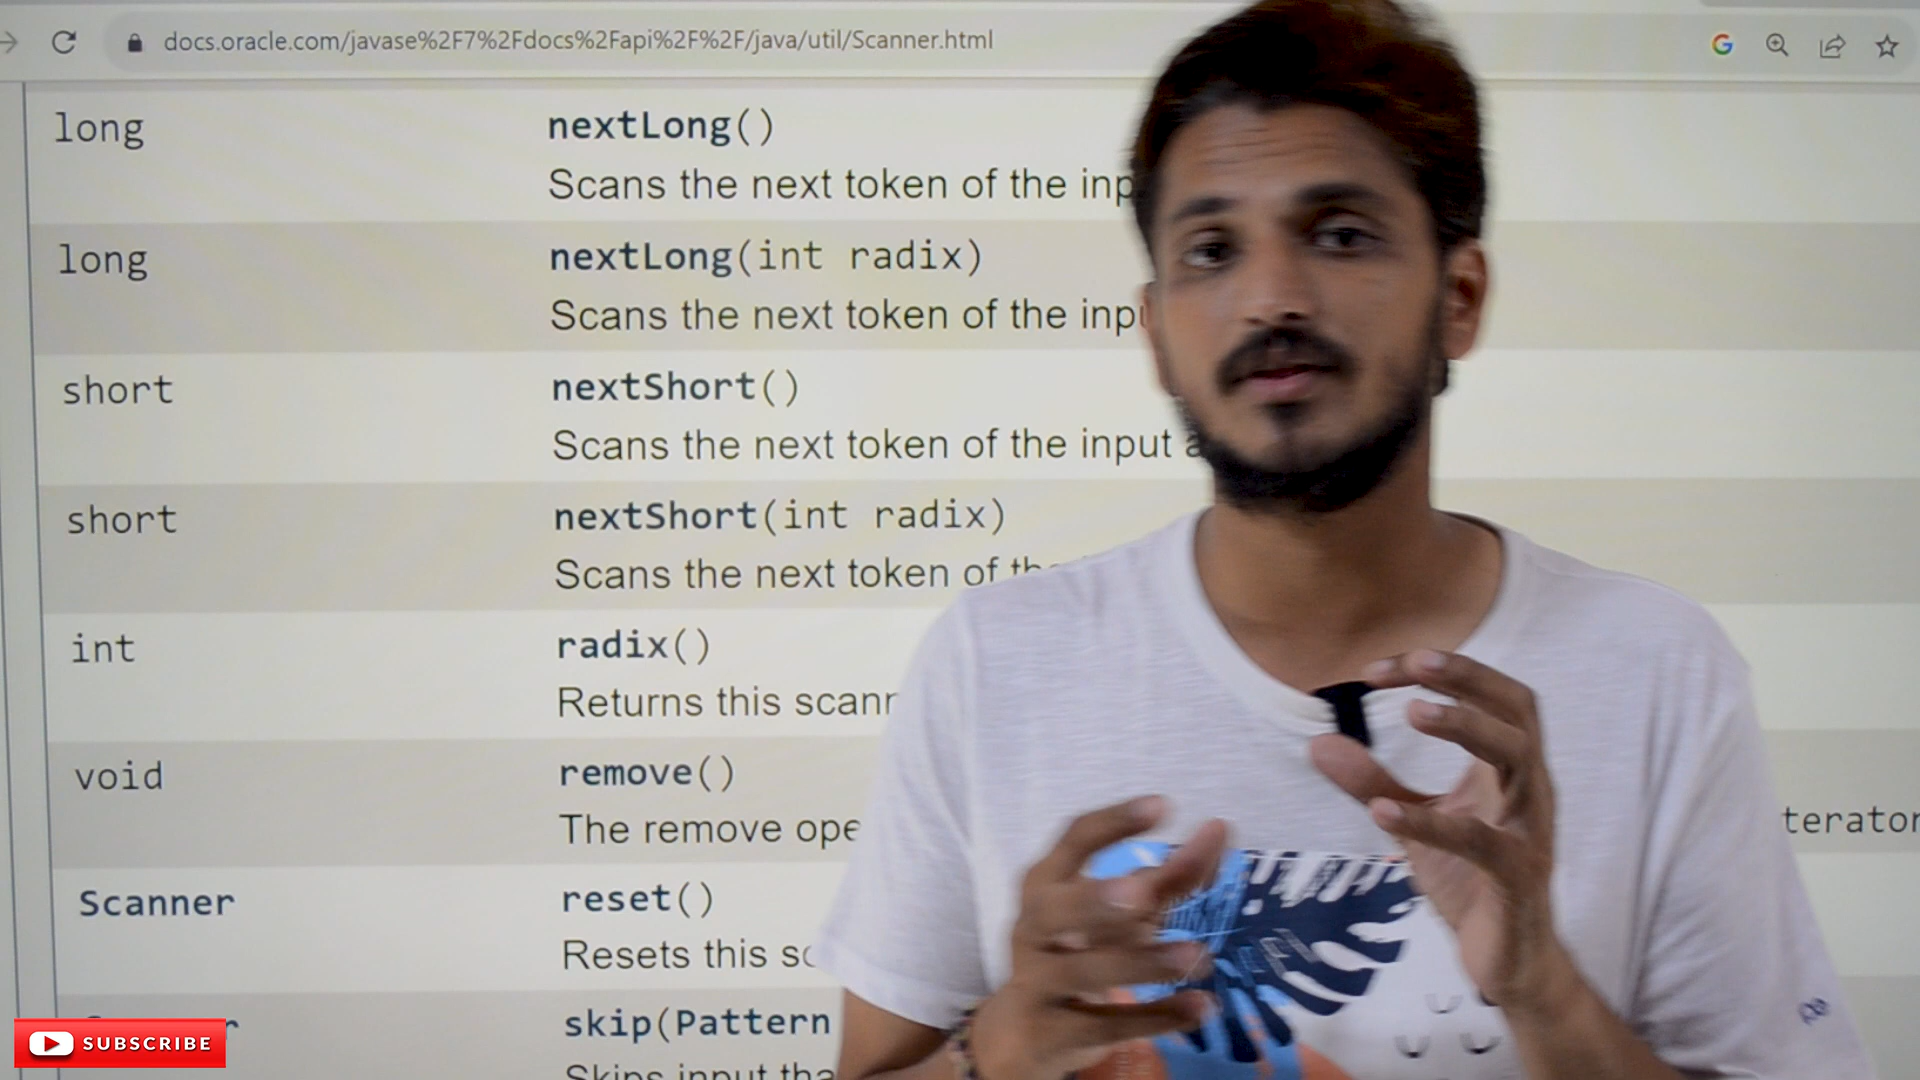 docs.oracle.com/javase%2F7%2Fdocs%2Fapi%2F%2F/java/util/Scanner.html
long nextLong()
Scans the next token of the inp
long nextLong(int radix)
Scans the next token of the inpu
short nextShort()
Scans the next token of the input a
short nextShort(int radix)
Scans the next token of th
int radix()
Returns this scann
void remove()
The remove ope terator
Scanner reset()
Resets this sc
r skip(Pattern
Skips input tha
SUBSCRIBE